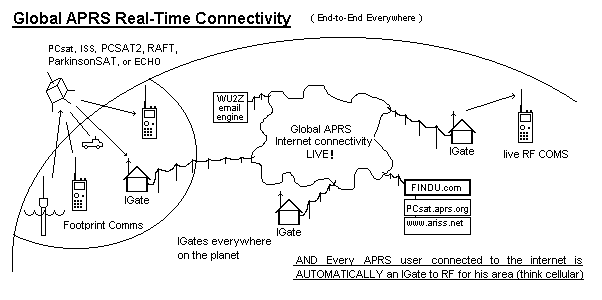 Global APRS Real-Time Connectivity ( End-to-End Everywhere )
PCsat, ISS, PCSAT2, RAFT,
ParkinsonSAT, or ECHO
WU2Z
email
engine
Global APRS
Internet connectivity
LIVE!
IGate
live RF COMS
IGate
Footprint Comms
FINDU.com
PCsat.aprs.org
www.ariss.net
IGate
IGates everywhere
on the planet
AND Every APRS user connected to the internet is
AUTOMATICALLY an IGate to RF for his area (think cellular)